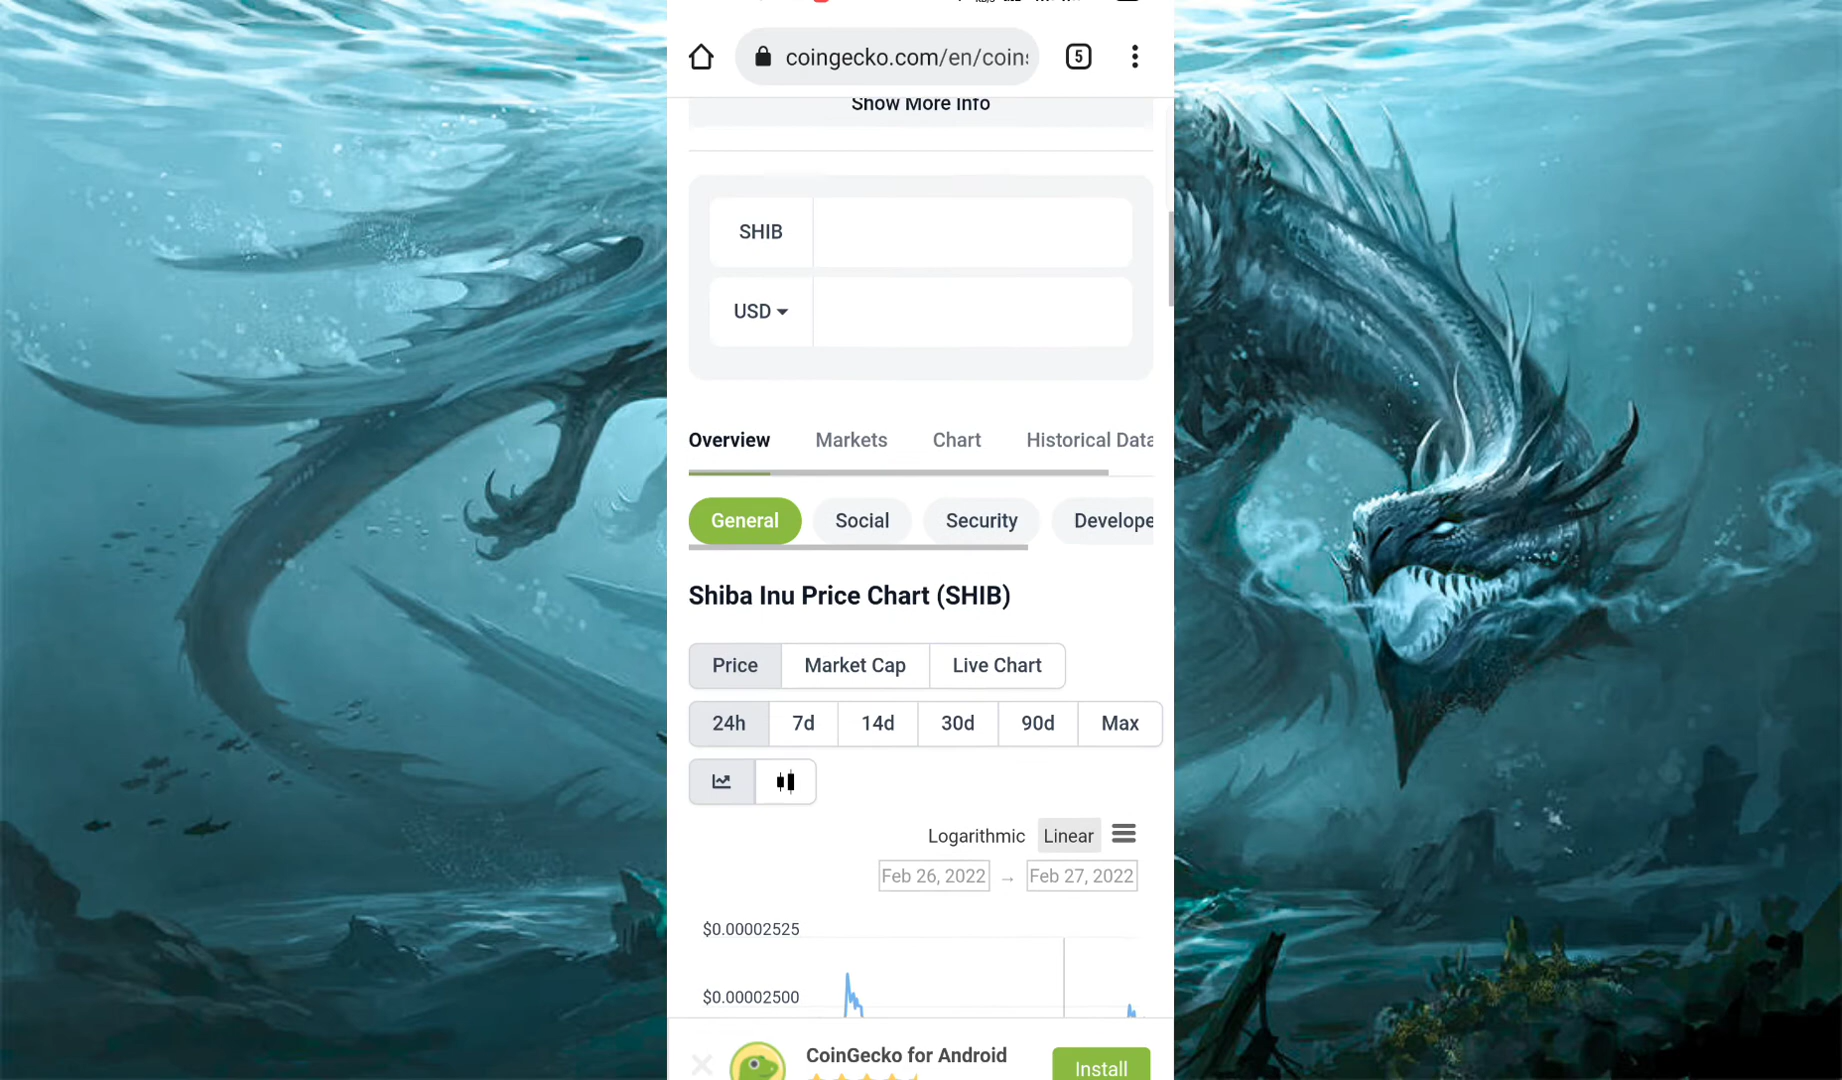 coingecko.com/en/coin
5
Show More Info
SHIB
USD
Overview Markets Chart Historical Data
General Social Security Develope
Shiba Inu Price Chart (SHIB)
Price Market Cap Live Chart
24h 7d 14d 30d 90d Max
Logarithmic Linear
Feb 26, 2022 → Feb 27, 2022
$0.00002525
$0.00002500
CoinGecko for Android
Install